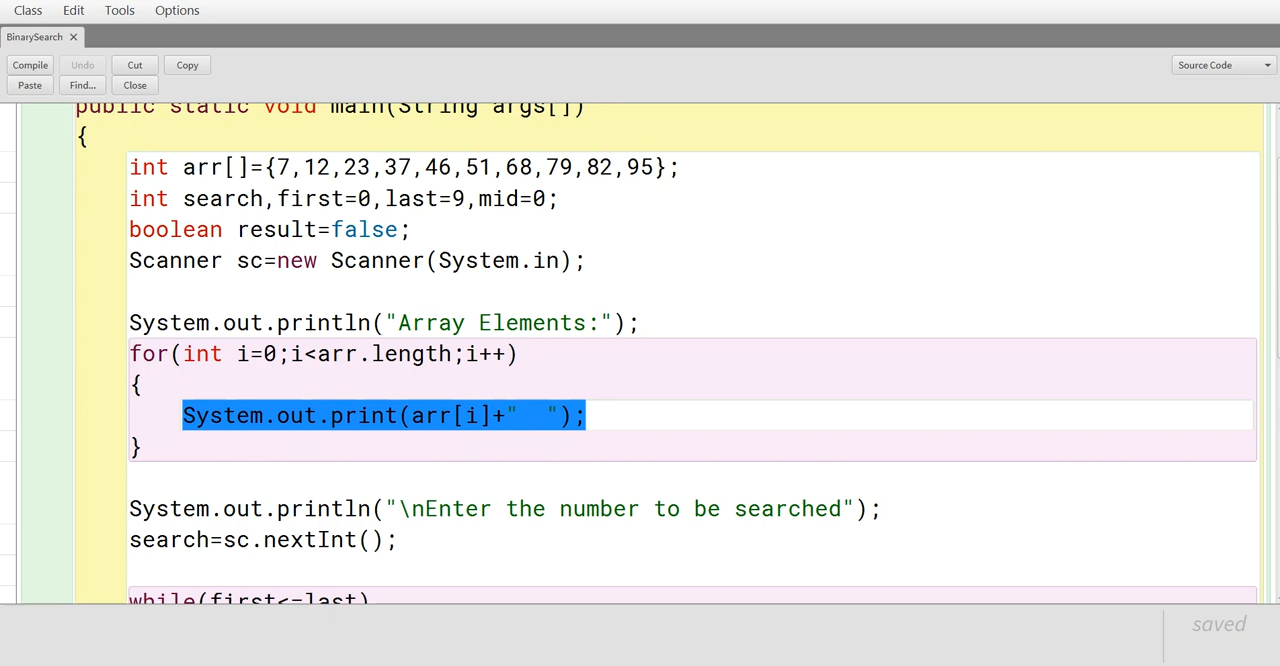 Class Edit Tools Options
BinarySearch ✕
Compile Undo Cut Copy Source Code
Paste Find... Close
public static void main(String args[])
{
int arr[]={7,12,23,37,46,51,68,79,82,95};
int search,first=0,last=9,mid=0;
boolean result=false;
Scanner sc=new Scanner(System.in);
System.out.println("Array Elements:");
for(int i=0;i<arr.length;i++)
{
System.out.print(arr[i]+"  ");
}
System.out.println("\nEnter the number to be searched");
search=sc.nextInt();
while(first<=last)
saved